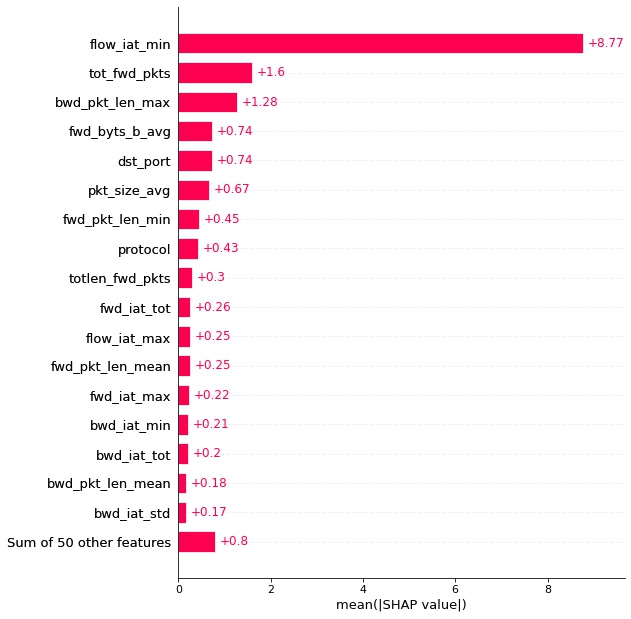 flow_iat_min +8.77
tot_fwd_pkts +1.6
bwd_pkt_len_max +1.28
fwd_byts_b_avg +0.74
dst_port +0.74
pkt_size_avg +0.67
fwd_pkt_len_min +0.45
protocol +0.43
totlen_fwd_pkts +0.3
fwd_iat_tot +0.26
flow_iat_max +0.25
fwd_pkt_len_mean +0.25
fwd_iat_max +0.22
bwd_iat_min +0.21
bwd_iat_tot +0.2
bwd_pkt_len_mean +0.18
bwd_iat_std +0.17
Sum of 50 other features +0.8
0 2 4 6 8
mean(|SHAP value|)